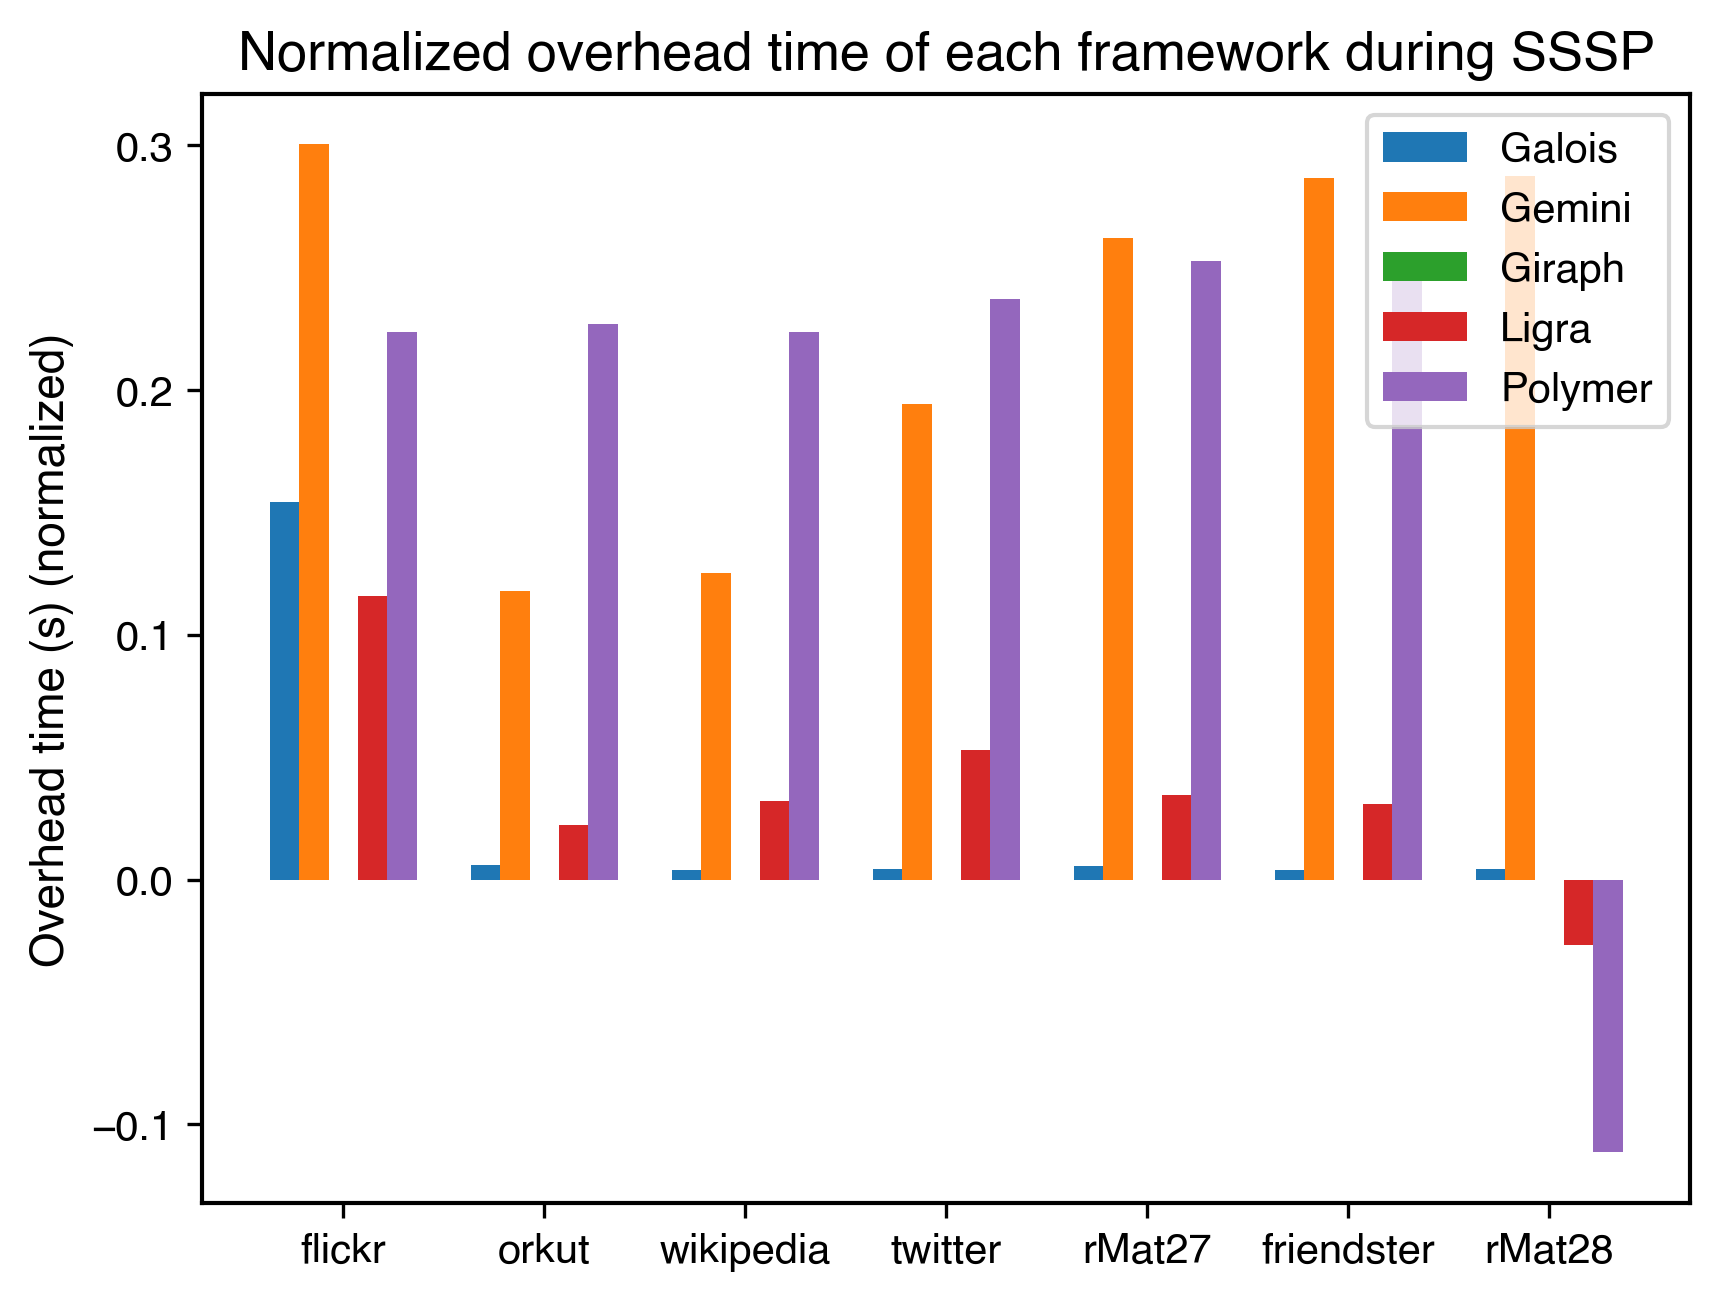 Normalized overhead time of each framework during SSSP
Overhead time (s) (normalized)
0.3
0.2
0.1
0.0
−0.1
Galois
Gemini
Giraph
Ligra
Polymer
flickr
orkut
wikipedia
twitter
rMat27
friendster
rMat28